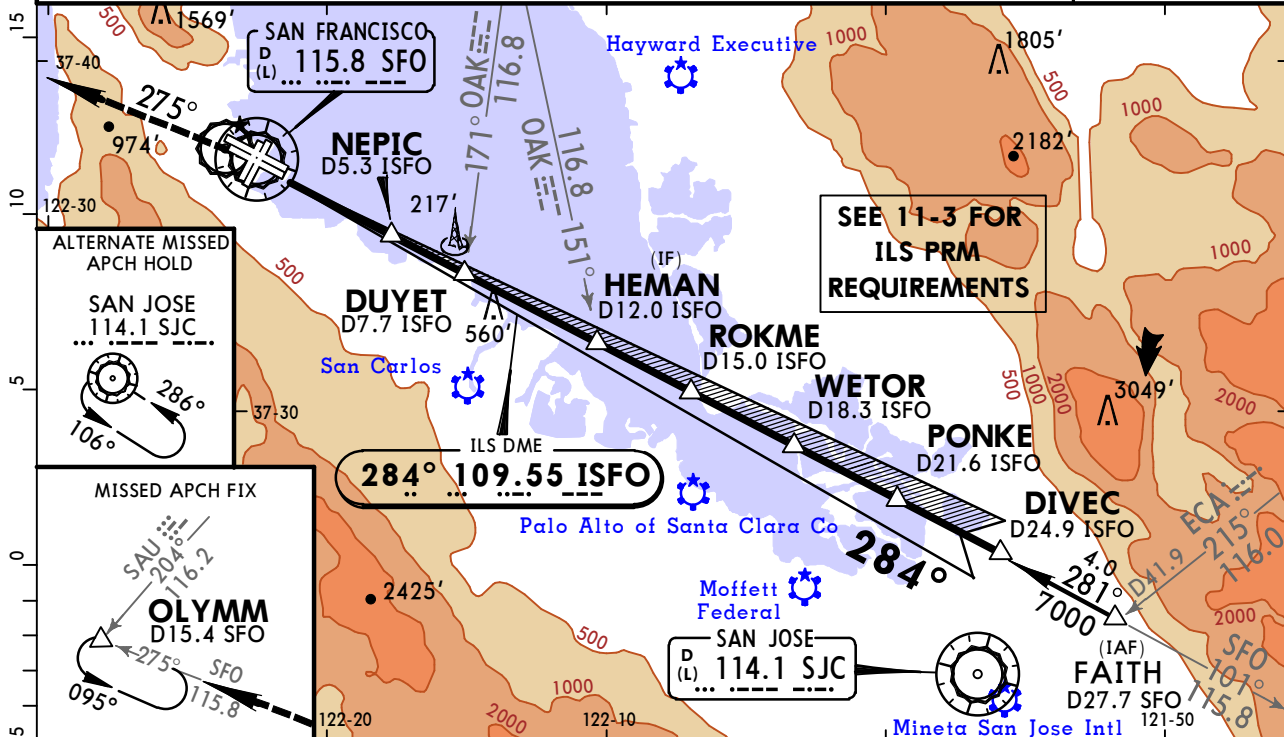 15
500
1569'
SAN FRANCISCO
D
(L) 115.8 SFO
171° OAK
116.8
Hayward Executive
1000
1805'
500
1000
37-40
275°
974'
NEPIC
D5.3 ISFO
OAK
116.8
151°
2182'
10
122-30
217'
SEE 11-3 FOR
ILS PRM
REQUIREMENTS
1000
500
ALTERNATE MISSED
APCH HOLD
SAN JOSE
114.1 SJC
286°
106°
(IF)
HEMAN
D12.0 ISFO
DUYET
D7.7 ISFO
560'
ROKME
D15.0 ISFO
San Carlos
5
37-30
WETOR
D18.3 ISFO
500
1000
2000
3049'
2000
PONKE
D21.6 ISFO
ILS DME
284° 109.55 ISFO
MISSED APCH FIX
Palo Alto of Santa Clara Co
DIVEC
D24.9 ISFO
D41.9 ECA
215°
116.0
0
284°
4.0
281°
7000
SAU
204°
116.2
OLYMM
D15.4 SFO
2425'
Moffett
Federal
2000
500
275°
SFO
115.8
095°
SAN JOSE
D
(L) 114.1 SJC
(IAF)
FAITH
D27.7 SFO
SFO
101°
115.8
1000
2000
5
122-20
122-10
121-50
Mineta San Jose Intl